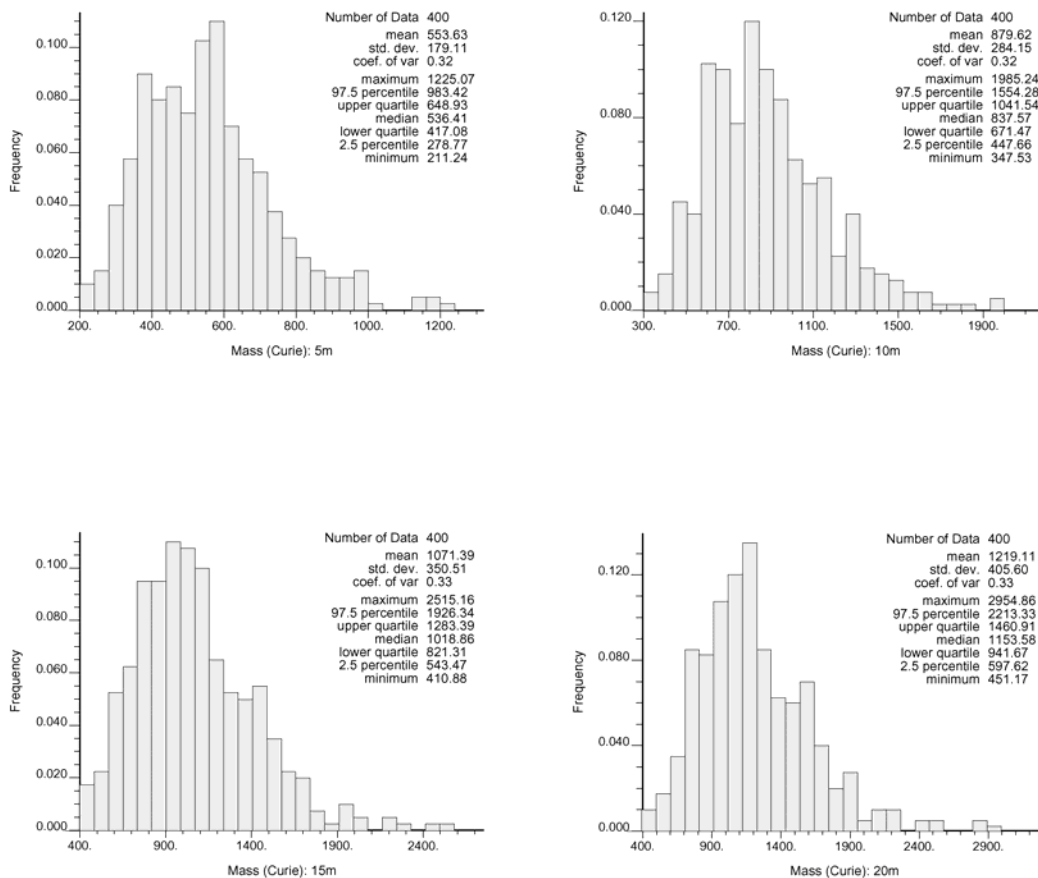 Number of Data 400
mean 553.63
std. dev. 179.11
coef. of var 0.32
maximum 1225.07
97.5 percentile 983.42
upper quartile 648.93
median 536.41
lower quartile 417.08
2.5 percentile 278.77
minimum 211.24
Frequency
0.100
0.080
0.060
0.040
0.020
0.000
200. 400. 600. 800. 1000. 1200.
Mass (Curie): 5m
Number of Data 400
mean 879.62
std. dev. 284.15
coef. of var 0.32
maximum 1985.24
97.5 percentile 1554.28
upper quartile 1041.54
median 837.57
lower quartile 671.47
2.5 percentile 447.66
minimum 347.53
Frequency
0.120
0.080
0.040
0.000
300. 700. 1100. 1500. 1900.
Mass (Curie): 10m
Number of Data 400
mean 1071.39
std. dev. 350.51
coef. of var 0.33
maximum 2515.16
97.5 percentile 1926.34
upper quartile 1283.39
median 1018.86
lower quartile 821.31
2.5 percentile 543.47
minimum 410.88
Frequency
0.100
0.080
0.060
0.040
0.020
0.000
400. 900. 1400. 1900. 2400.
Mass (Curie): 15m
Number of Data 400
mean 1219.11
std. dev. 405.60
coef. of var 0.33
maximum 2954.86
97.5 percentile 2213.33
upper quartile 1460.91
median 1153.58
lower quartile 941.67
2.5 percentile 597.62
minimum 451.17
Frequency
0.120
0.080
0.040
0.000
400. 900. 1400. 1900. 2400. 2900.
Mass (Curie): 20m